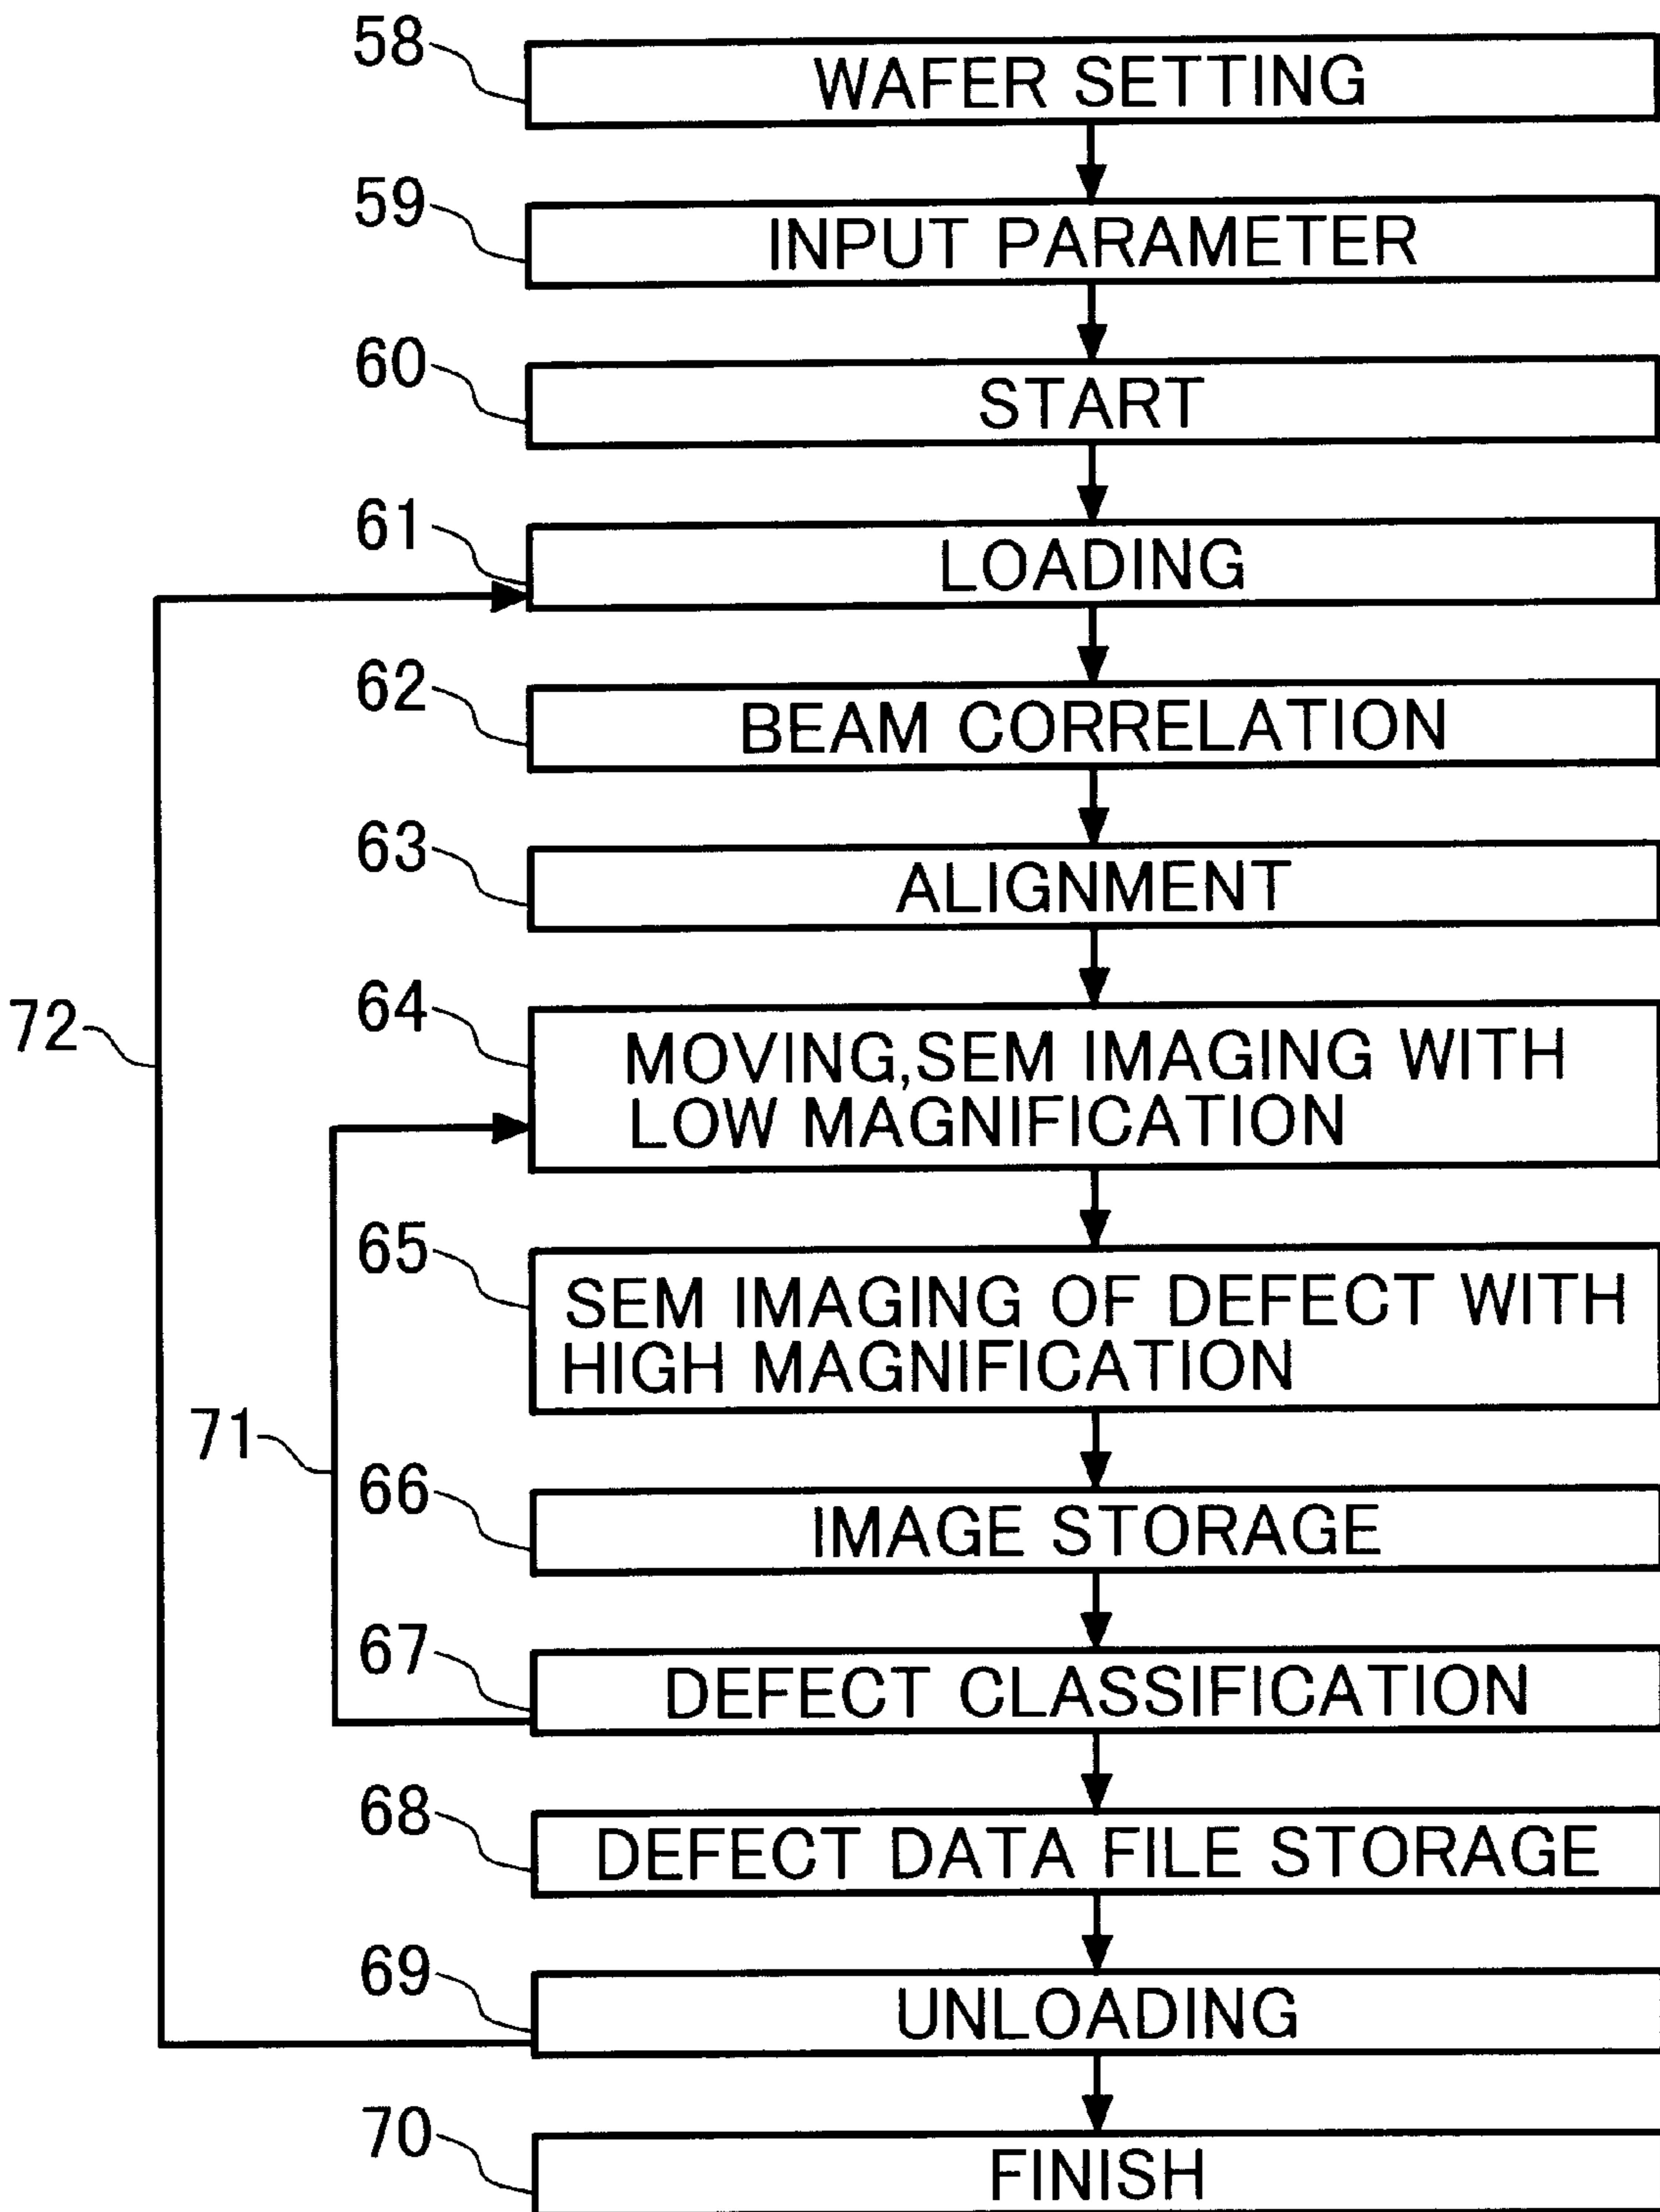 58
WAFER SETTING
59
INPUT PARAMETER
60
START
61
LOADING
62
BEAM CORRELATION
63
ALIGNMENT
64
72
MOVING,SEM IMAGING WITH
LOW MAGNIFICATION
65
SEM IMAGING OF DEFECT WITH
HIGH MAGNIFICATION
71
66
IMAGE STORAGE
67
DEFECT CLASSIFICATION
68
DEFECT DATA FILE STORAGE
69
UNLOADING
70
FINISH